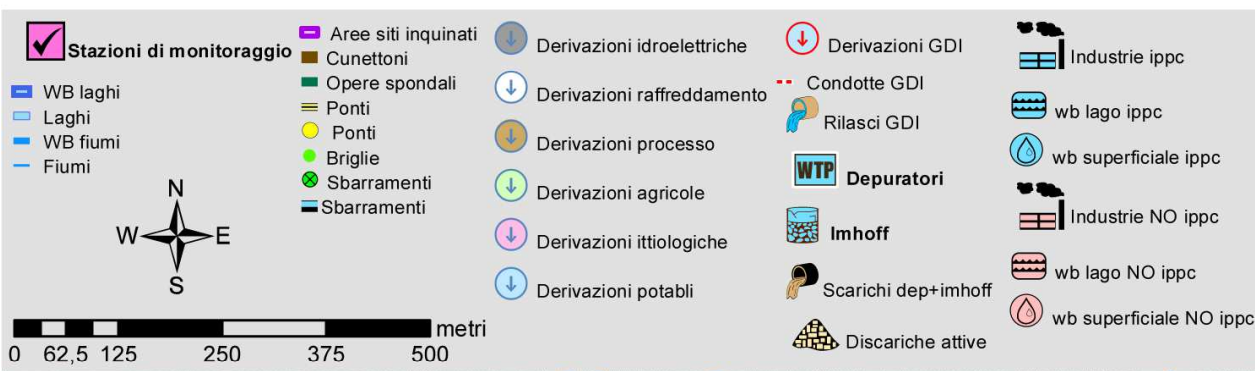 Stazioni di monitoraggio
WB laghi
Laghi
WB fiumi
Fiumi
N
W E
S
metri
0 62,5 125 250 375 500
Aree siti inquinati
Cunettoni
Opere spondali
Ponti
Ponti
Briglie
Sbarramenti
Sbarramenti
Derivazioni idroelettriche
Derivazioni raffreddamento
Derivazioni processo
Derivazioni agricole
Derivazioni ittiologiche
Derivazioni potabli
Derivazioni GDI
Condotte GDI
Rilasci GDI
WTP Depuratori
Imhoff
Scarichi dep+imhoff
Discariche attive
Industrie ippc
wb lago ippc
wb superficiale ippc
Industrie NO ippc
wb lago NO ippc
wb superficiale NO ippc